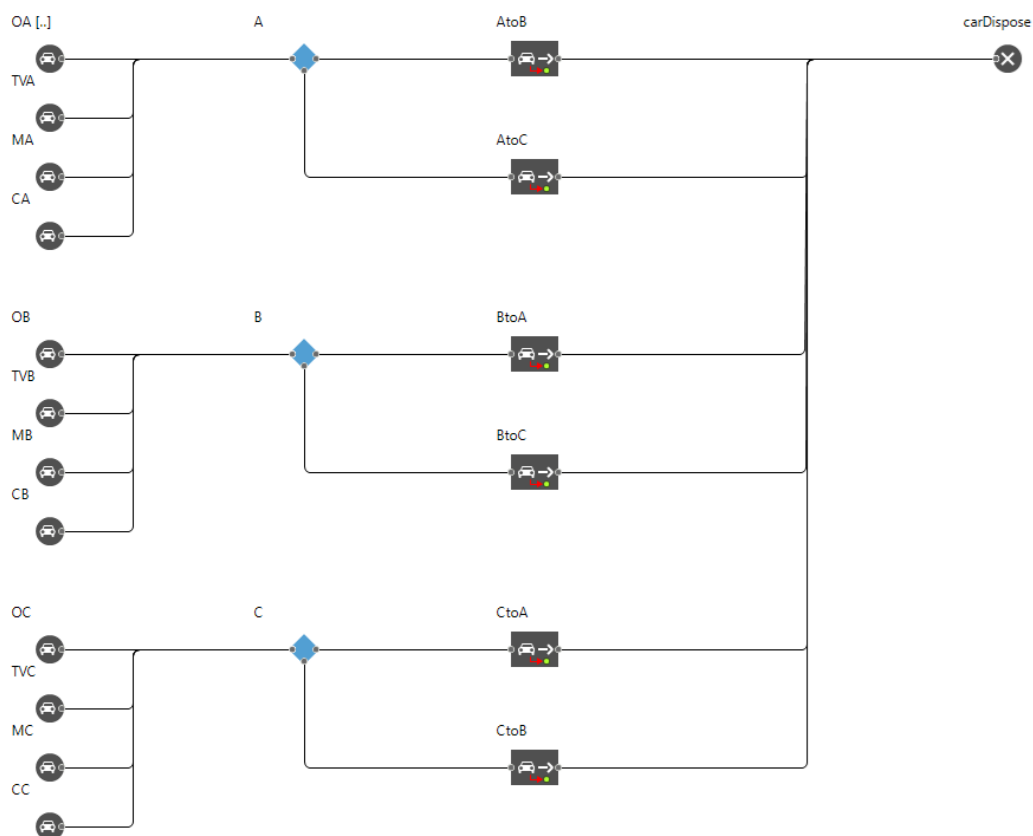 OA [..] A AtoB carDispose
TVA
MA AtoC
CA
OB B BtoA
TVB
MB BtoC
CB
OC C CtoA
TVC
MC CtoB
CC